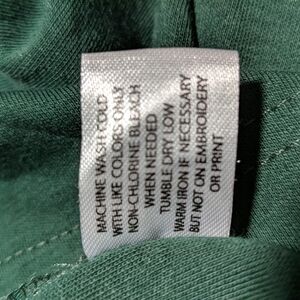 MACHINE WASH COLD
WITH LIKE COLORS ONLY
NON-CHLORINE BLEACH
WHEN NEEDED
TUMBLE DRY LOW
WARM IRON IF NECESSARY
BUT NOT ON EMBROIDERY
OR PRINT